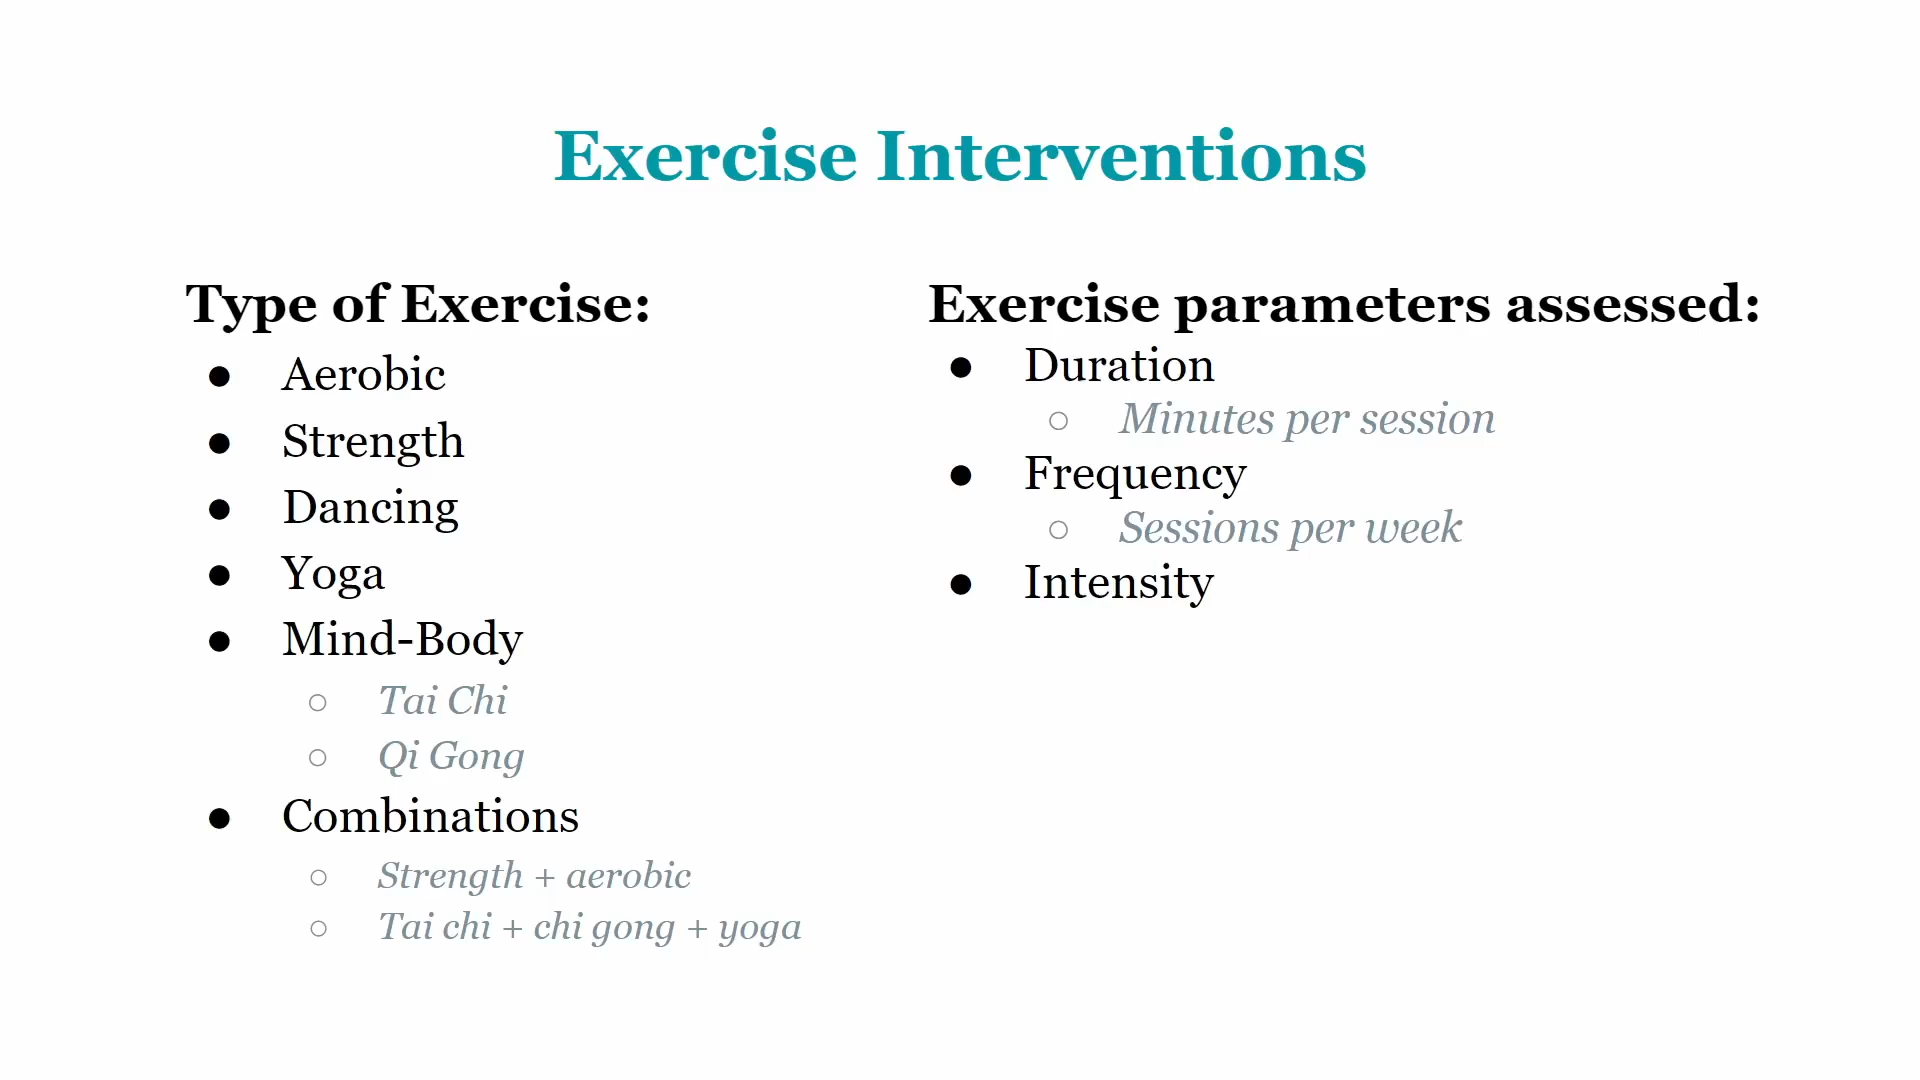 Exercise Interventions
Type of Exercise:
● Aerobic
● Strength
● Dancing
● Yoga
● Mind-Body
○ Tai Chi
○ Qi Gong
● Combinations
○ Strength + aerobic
○ Tai chi + chi gong + yoga
Exercise parameters assessed:
● Duration
○ Minutes per session
● Frequency
○ Sessions per week
● Intensity